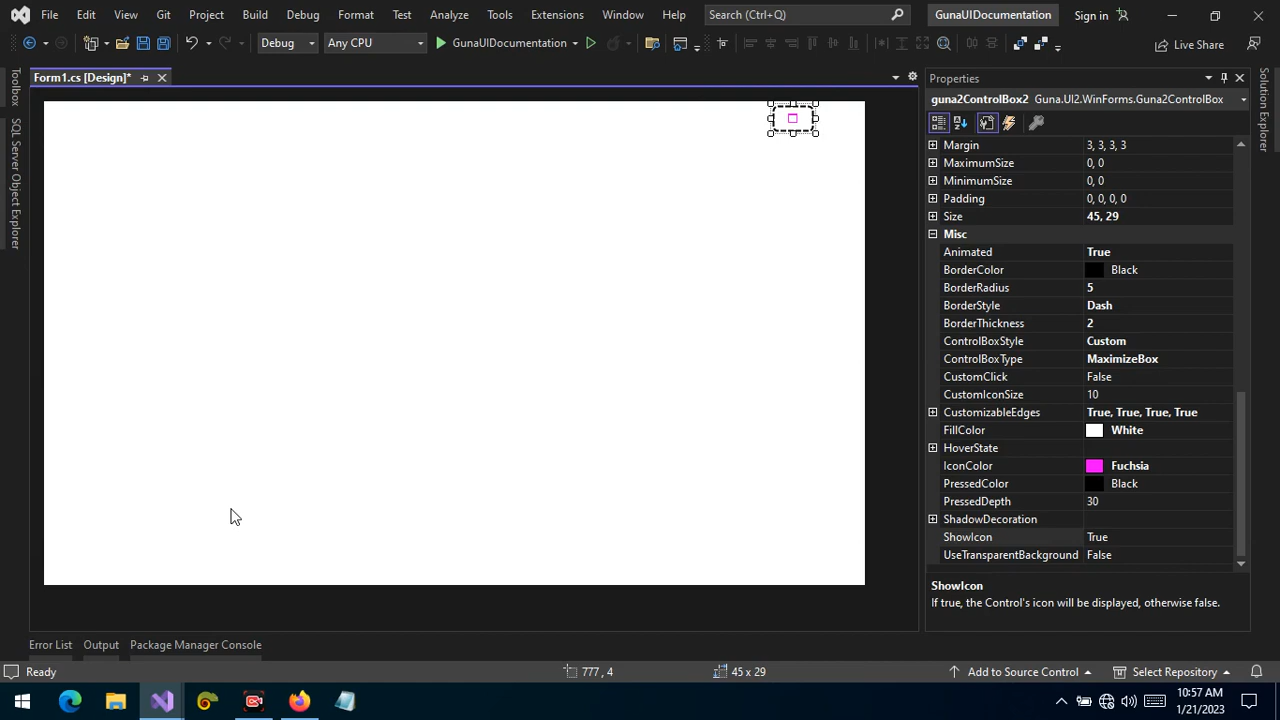 File Edit View Git Project Build Debug Format Test Analyze Tools Extensions Window Help Search (Ctrl+Q) GunaUIDocumentation Sign in
Debug Any CPU GunaUIDocumentation Live Share
Form1.cs [Design]*
Toolbox
SQL Server Object Explorer
Properties
guna2ControlBox2 Guna.UI2.WinForms.Guna2ControlBox
Margin 3, 3, 3, 3
MaximumSize 0, 0
MinimumSize 0, 0
Padding 0, 0, 0, 0
Size 45, 29
Misc
Animated True
BorderColor Black
BorderRadius 5
BorderStyle Dash
BorderThickness 2
ControlBoxStyle Custom
ControlBoxType MaximizeBox
CustomClick False
CustomIconSize 10
CustomizableEdges True, True, True, True
FillColor White
HoverState
IconColor Fuchsia
PressedColor Black
PressedDepth 30
ShadowDecoration
ShowIcon True
UseTransparentBackground False
ShowIcon
If true, the Control's icon will be displayed, otherwise false.
Solution Explorer
Error List Output Package Manager Console
Ready 777 , 4 45 x 29 Add to Source Control Select Repository
10:57 AM
1/21/2023